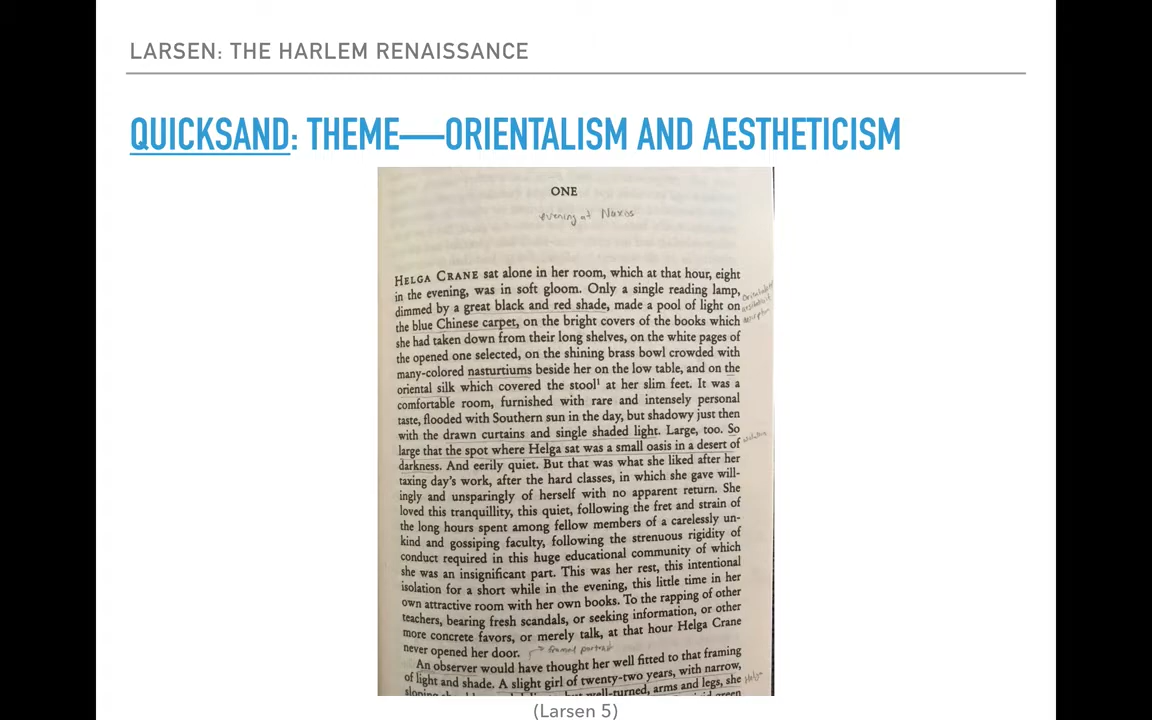 LARSEN: THE HARLEM RENAISSANCE
QUICKSAND: THEME—ORIENTALISM AND AESTHETICISM
ONE
evening at Naxos
HELGA CRANE sat alone in her room, which at that hour, eight
in the evening, was in soft gloom. Only a single reading lamp,
dimmed by a great black and red shade, made a pool of light on
the blue Chinese carpet, on the bright covers of the books which
she had taken down from their long shelves, on the white pages of
the opened one selected, on the shining brass bowl crowded with
many-colored nasturtiums beside her on the low table, and on the
oriental silk which covered the stool¹ at her slim feet. It was a
comfortable room, furnished with rare and intensely personal
taste, flooded with Southern sun in the day, but shadowy just then
with the drawn curtains and single shaded light. Large, too. So
large that the spot where Helga sat was a small oasis in a desert of
darkness. And eerily quiet. But that was what she liked after her
taxing day's work, after the hard classes, in which she gave will-
ingly and unsparingly of herself with no apparent return. She
loved this tranquillity, this quiet, following the fret and strain of
the long hours spent among fellow members of a carelessly un-
kind and gossiping faculty, following the strenuous rigidity of
conduct required in this huge educational community of which
she was an insignificant part. This was her rest, this intentional
isolation for a short while in the evening, this little time in her
own attractive room with her own books. To the rapping of other
teachers, bearing fresh scandals, or seeking information, or other
more concrete favors, or merely talk, at that hour Helga Crane
never opened her door.
framed portrait
An observer would have thought her well fitted to that framing
of light and shade. A slight girl of twenty-two years, with narrow,
well-turned, arms and legs, she
Helga
(Larsen 5)